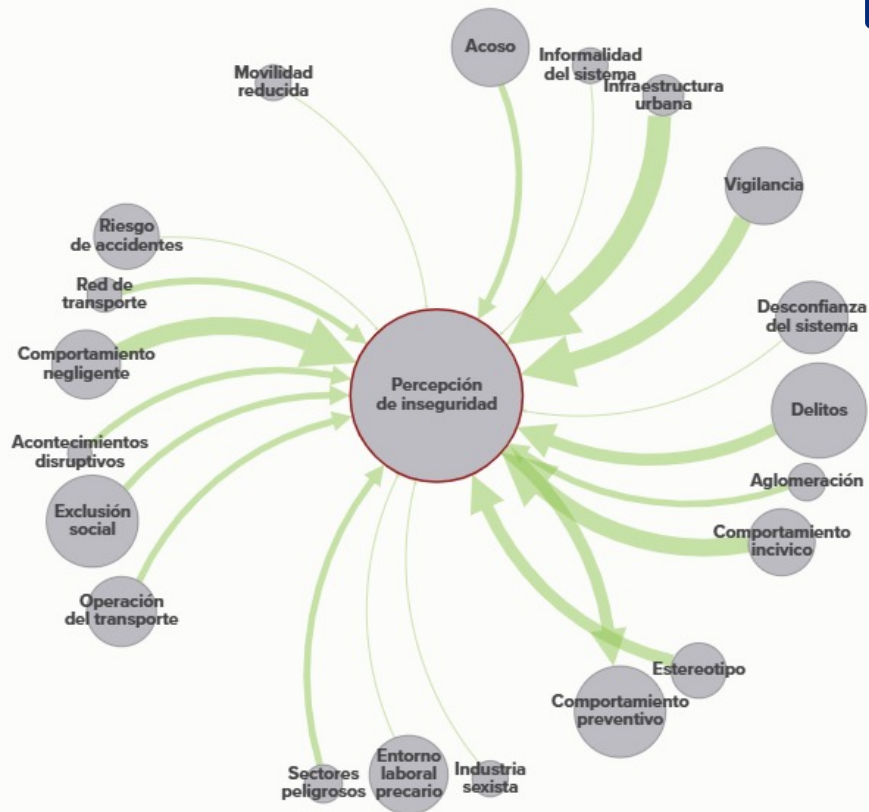 Acoso
Informalidad
del sistema
Movilidad
reducida
Infraestructura
urbana
Vigilancia
Riesgo
de accidentes
Red de
transporte
Desconfianza
del sistema
Comportamiento
negligente
Percepción
de inseguridad
Delitos
Acontecimientos
disruptivos
Aglomeración
Exclusión
social
Comportamiento
incivico
Operación
del transporte
Estereotipo
Comportamiento
preventivo
Entorno
laboral
precario
Sectores
peligrosos
Industria
sexista